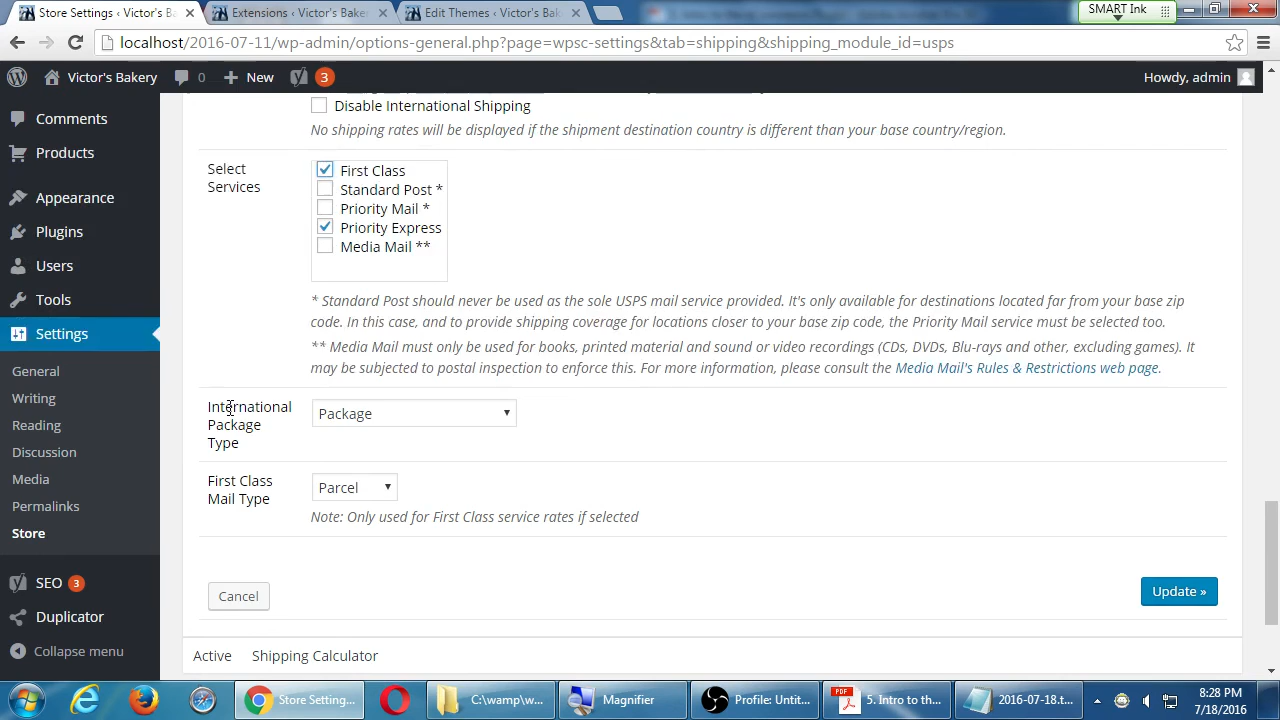 Store Settings ‹ Victor's Ba
Extensions ‹ Victor's Bake
Edit Themes ‹ Victor's Ba
SMART Ink
localhost/2016-07-11/wp-admin/options-general.php?page=wpsc-settings&tab=shipping&shipping_module_id=usps
Victor's Bakery
0
New
3
Howdy, admin
Comments
Products
Appearance
Plugins
Users
Tools
Settings
General
Writing
Reading
Discussion
Media
Permalinks
Store
SEO 3
Duplicator
Collapse menu
Disable International Shipping
No shipping rates will be displayed if the shipment destination country is different than your base country/region.
Select
Services
First Class
Standard Post *
Priority Mail *
Priority Express
Media Mail **
* Standard Post should never be used as the sole USPS mail service provided. It's only available for destinations located far from your base zip
code. In this case, and to provide shipping coverage for locations closer to your base zip code, the Priority Mail service must be selected too.
** Media Mail must only be used for books, printed material and sound or video recordings (CDs, DVDs, Blu-rays and other, excluding games). It
may be subjected to postal inspection to enforce this. For more information, please consult the Media Mail's Rules & Restrictions web page.
International
Package
Type
Package
First Class
Mail Type
Parcel
Note: Only used for First Class service rates if selected
Cancel
Update »
Active
Shipping Calculator
Store Setting...
C:\wamp\w...
Magnifier
Profile: Untit...
PDF
5. Intro to th...
2016-07-18.t...
8:28 PM
7/18/2016